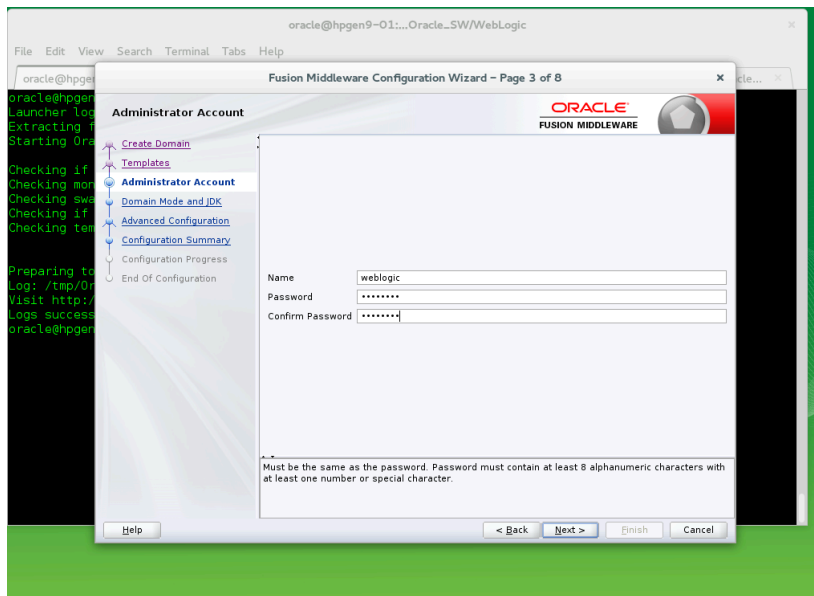 oracle@hpgen9-01:...Oracle_SW/WebLogic
File Edit View Search Terminal Tabs Help
oracle@hpgen
cle...
Fusion Middleware Configuration Wizard - Page 3 of 8
oracle@hpgen
Launcher log
Extracting f
Starting Ora
Checking if
Checking mon
Checking swa
Checking if
Checking tem
Preparing to
Log: /tmp/Or
Visit http:/
Logs success
oracle@hpgen
Administrator Account
ORACLE
FUSION MIDDLEWARE
Create Domain
Templates
Administrator Account
Domain Mode and JDK
Advanced Configuration
Configuration Summary
Configuration Progress
End Of Configuration
Name weblogic
Password ••••••••
Confirm Password ••••••••
Must be the same as the password. Password must contain at least 8 alphanumeric characters with
at least one number or special character.
Help < Back Next > Finish Cancel